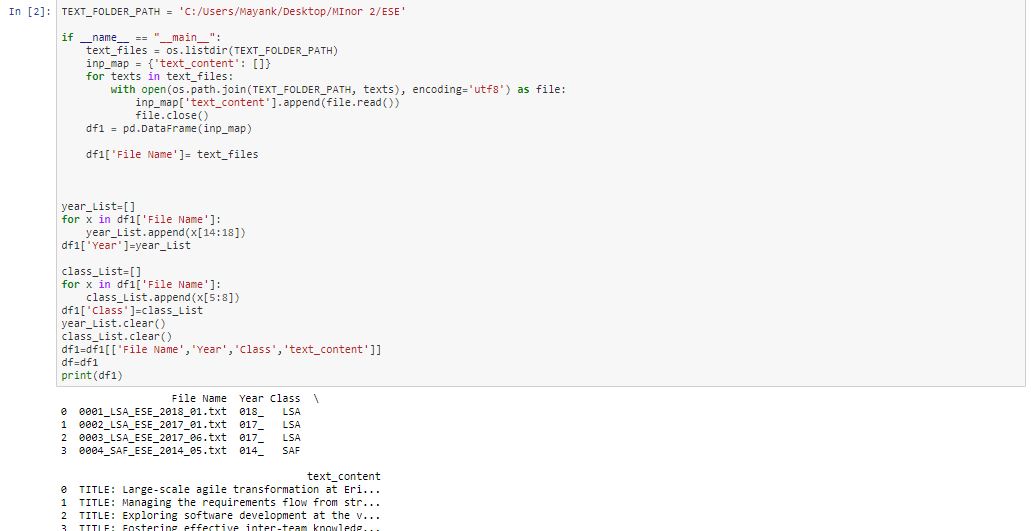 In [2]: TEXT_FOLDER_PATH = 'C:/Users/Mayank/Desktop/MInor 2/ESE'
if __name__ == "__main__":
text_files = os.listdir(TEXT_FOLDER_PATH)
inp_map = {'text_content': []}
for texts in text_files:
with open(os.path.join(TEXT_FOLDER_PATH, texts), encoding='utf8') as file:
inp_map['text_content'].append(file.read())
file.close()
df1 = pd.DataFrame(inp_map)
df1['File Name']= text_files
year_List=[]
for x in df1['File Name']:
year_List.append(x[14:18])
df1['Year']=year_List
class_List=[]
for x in df1['File Name']:
class_List.append(x[5:8])
df1['Class']=class_List
year_List.clear()
class_List.clear()
df1=df1[['File Name','Year','Class','text_content']]
df=df1
print(df1)
File Name Year Class \
0 0001_LSA_ESE_2018_01.txt 018_ LSA
1 0002_LSA_ESE_2017_01.txt 017_ LSA
2 0003_LSA_ESE_2017_06.txt 017_ LSA
3 0004_SAF_ESE_2014_05.txt 014_ SAF
text_content
0 TITLE: Large-scale agile transformation at Eri...
1 TITLE: Managing the requirements flow from str...
2 TITLE: Exploring software development at the v...
3 TITLE: Fostering effective inter-team knowledg...